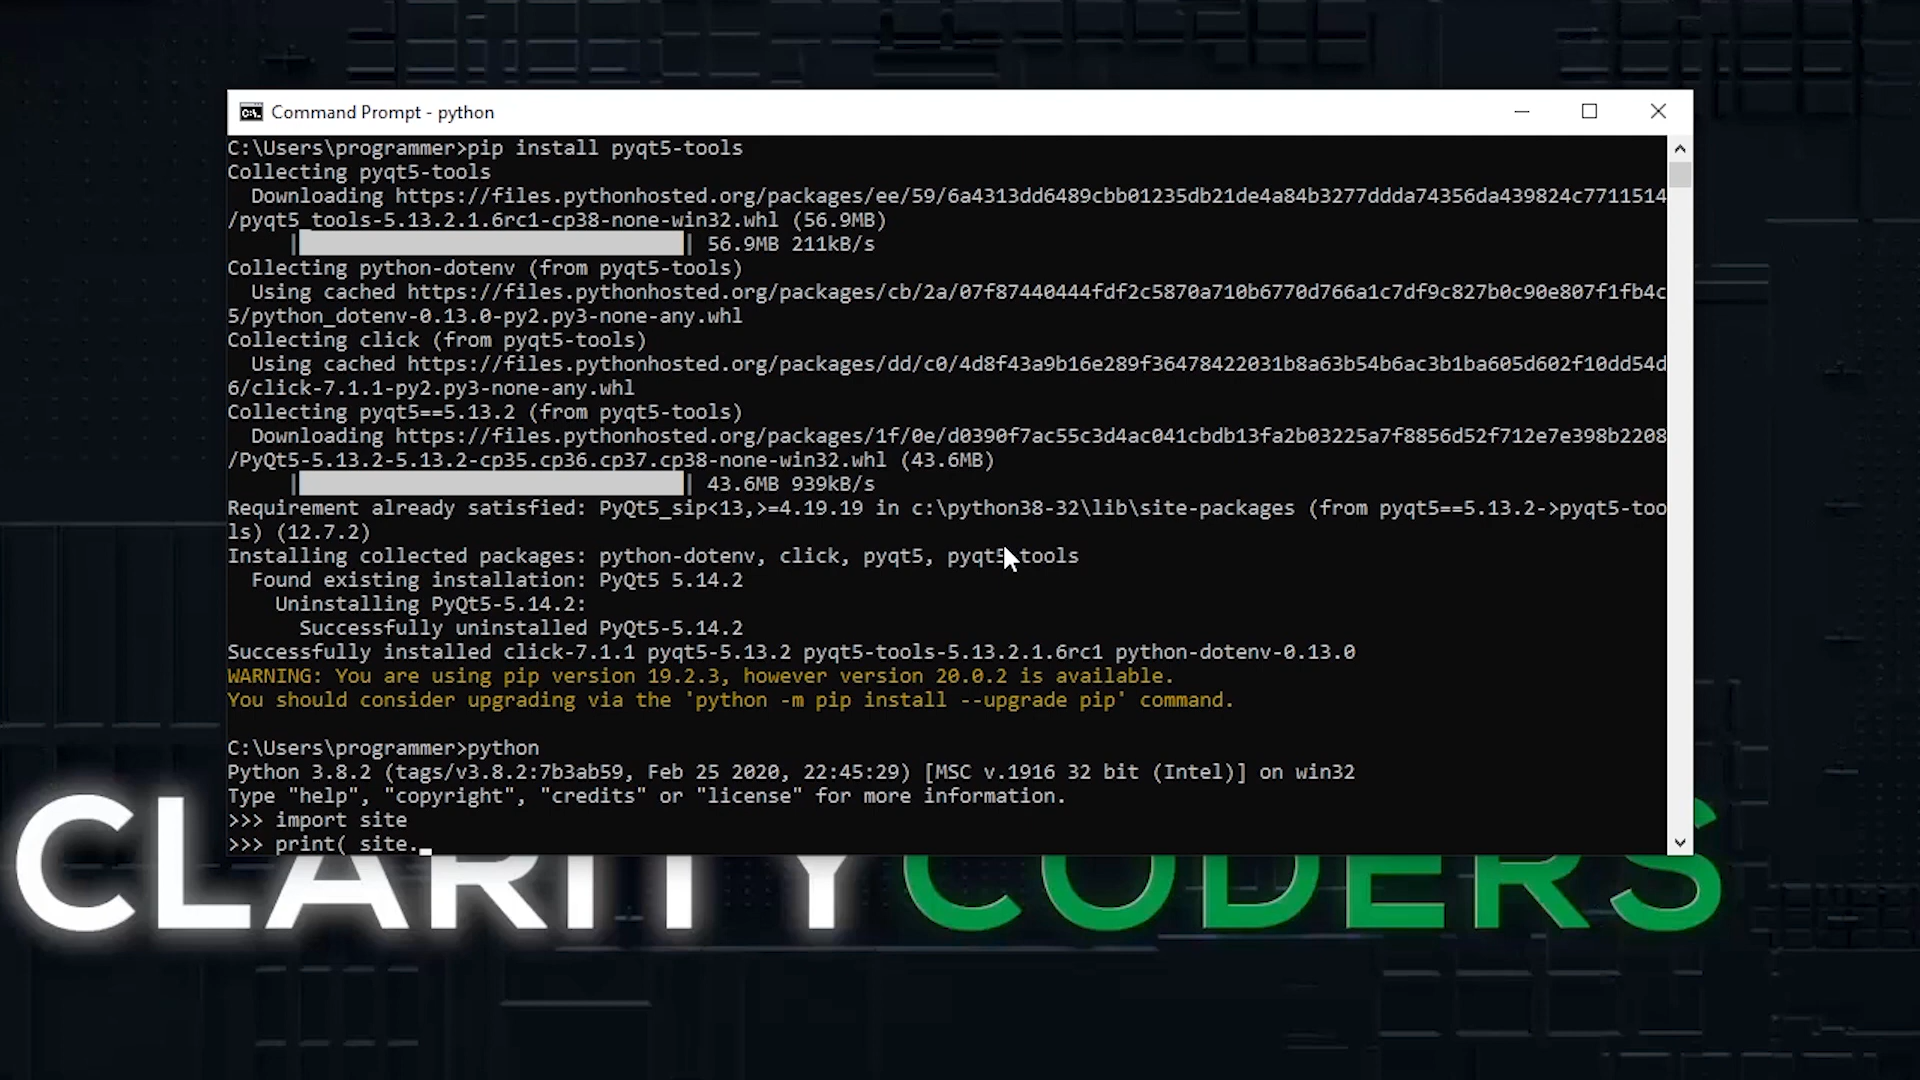 Command Prompt - python
C:\Users\programmer>pip install pyqt5-tools
Collecting pyqt5-tools
Downloading https://files.pythonhosted.org/packages/ee/59/6a4313dd6489cbb01235db21de4a84b3277ddda74356da439824c7711514
/pyqt5_tools-5.13.2.1.6rc1-cp38-none-win32.whl (56.9MB)
| | 56.9MB 211kB/s
Collecting python-dotenv (from pyqt5-tools)
Using cached https://files.pythonhosted.org/packages/cb/2a/07f87440444fdf2c5870a710b6770d766a1c7df9c827b0c90e807f1fb4c
5/python_dotenv-0.13.0-py2.py3-none-any.whl
Collecting click (from pyqt5-tools)
Using cached https://files.pythonhosted.org/packages/dd/c0/4d8f43a9b16e289f36478422031b8a63b54b6ac3b1ba605d602f10dd54d
6/click-7.1.1-py2.py3-none-any.whl
Collecting pyqt5==5.13.2 (from pyqt5-tools)
Downloading https://files.pythonhosted.org/packages/1f/0e/d0390f7ac55c3d4ac041cbdb13fa2b03225a7f8856d52f712e7e398b2208
/PyQt5-5.13.2-5.13.2-cp35.cp36.cp37.cp38-none-win32.whl (43.6MB)
| | 43.6MB 939kB/s
Requirement already satisfied: PyQt5_sip<13,>=4.19.19 in c:\python38-32\lib\site-packages (from pyqt5==5.13.2->pyqt5-too
ls) (12.7.2)
Installing collected packages: python-dotenv, click, pyqt5, pyqt5-tools
Found existing installation: PyQt5 5.14.2
Uninstalling PyQt5-5.14.2:
Successfully uninstalled PyQt5-5.14.2
Successfully installed click-7.1.1 pyqt5-5.13.2 pyqt5-tools-5.13.2.1.6rc1 python-dotenv-0.13.0
WARNING: You are using pip version 19.2.3, however version 20.0.2 is available.
You should consider upgrading via the 'python -m pip install --upgrade pip' command.
C:\Users\programmer>python
Python 3.8.2 (tags/v3.8.2:7b3ab59, Feb 25 2020, 22:45:29) [MSC v.1916 32 bit (Intel)] on win32
Type "help", "copyright", "credits" or "license" for more information.
>>> import site
>>> print( site._
CLARITYCODERS